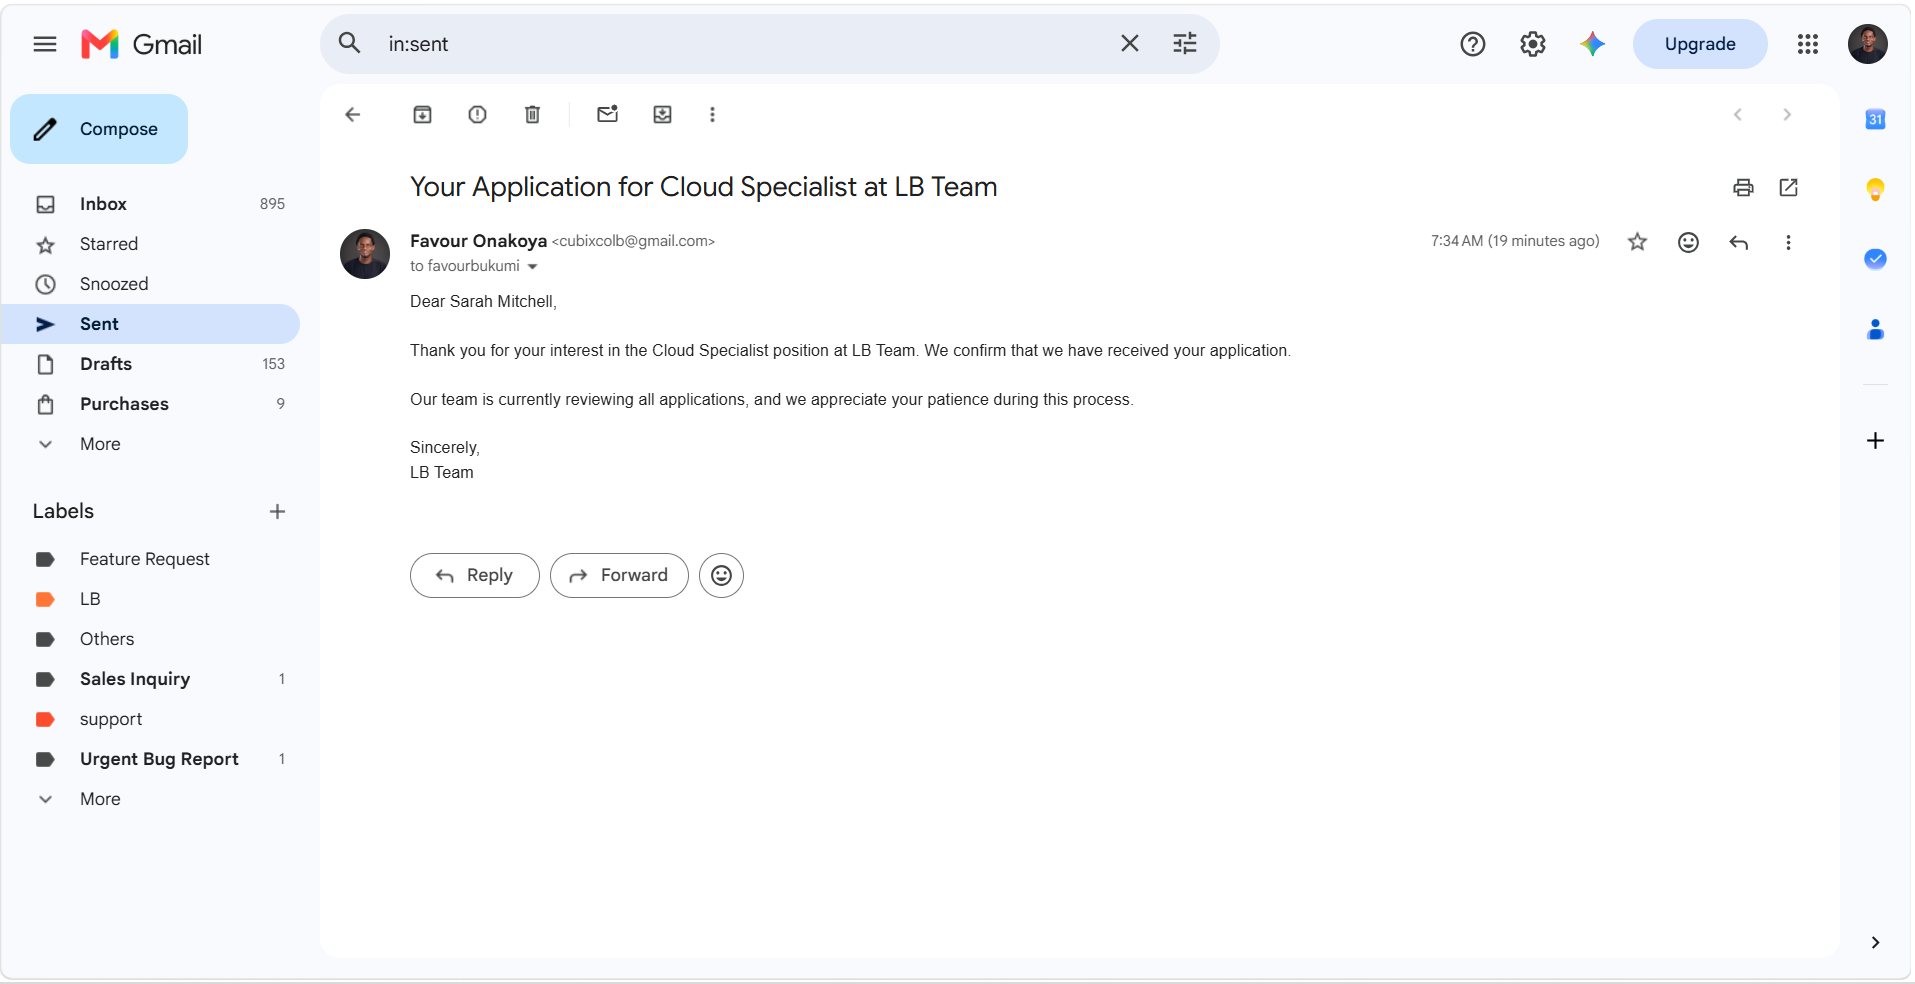 Gmail
in:sent
Upgrade
Compose
Inbox 895
Starred
Snoozed
Sent
Drafts 153
Purchases 9
More
Labels
Feature Request
LB
Others
Sales Inquiry 1
support
Urgent Bug Report 1
More
Your Application for Cloud Specialist at LB Team
Favour Onakoya <cubixcolb@gmail.com>
7:34 AM (19 minutes ago)
to favourbukumi
Dear Sarah Mitchell,
Thank you for your interest in the Cloud Specialist position at LB Team. We confirm that we have received your application.
Our team is currently reviewing all applications, and we appreciate your patience during this process.
Sincerely,
LB Team
Reply
Forward
31